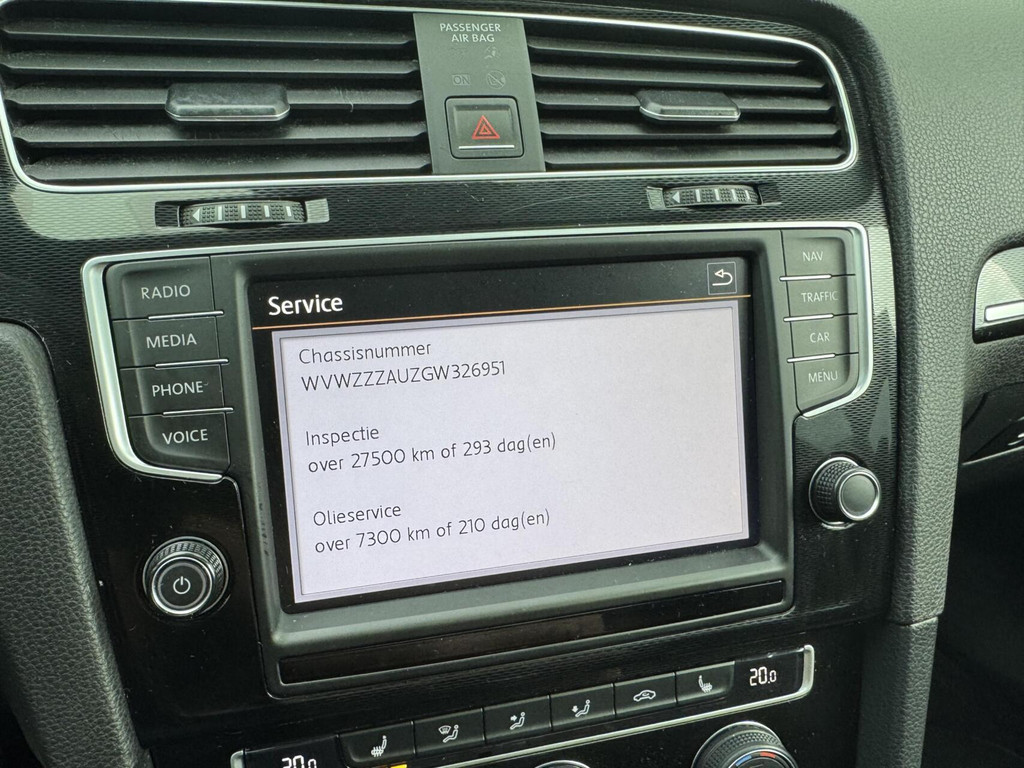 PASSENGER
AIR BAG
ON
RADIO
MEDIA
PHONE
VOICE
Service
Chassisnummer
WVWZZZAUZGW326951
Inspectie
over 27500 km of 293 dag(en)
Olieservice
over 7300 km of 210 dag(en)
NAV
TRAFFIC
CAR
MENU
20.0
20.0